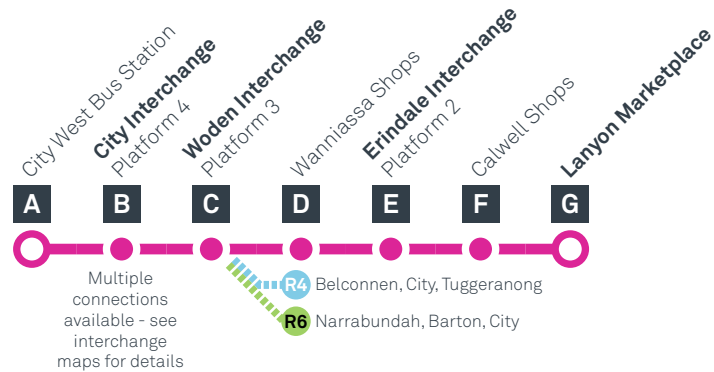 City West Bus Station
City Interchange
Platform 4
Woden Interchange
Platform 3
Wanniassa Shops
Erindale Interchange
Platform 2
Calwell Shops
Lanyon Marketplace
A
B
C
D
E
F
G
Multiple
connections
available - see
interchange
maps for details
R4 Belconnen, City, Tuggeranong
R6 Narrabundah, Barton, City